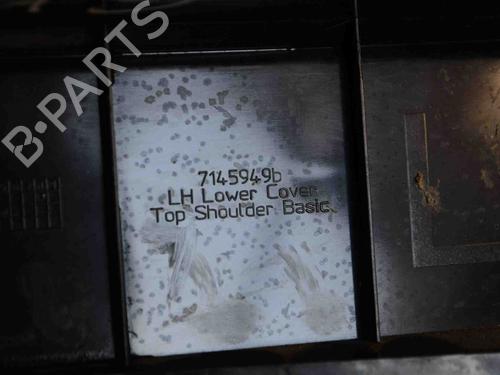 B-PARTS
7145949b
LH Lower Cover
Top Shoulder Basic